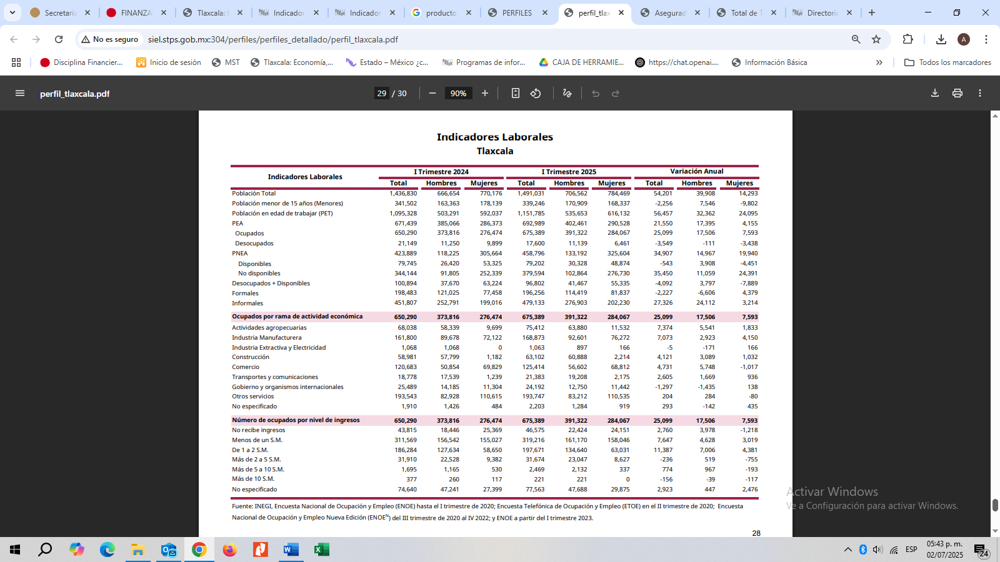 Secretaría
FINANZA
Tlaxcala: E
Indicador
Indicador
producto
PERFILES
perfil_tlax
Asegurad
Total de T
Directorio
No es seguro
siel.stps.gob.mx:304/perfiles/perfiles_detallado/perfil_tlaxcala.pdf
A
Disciplina Financier...
Inicio de sesión
MST
Tlaxcala: Economía,...
Estado – México ¿c...
Programas de infor...
CAJA DE HERRAMIE...
https://chat.openai....
Información Básica
Todos los marcadores
perfil_tlaxcala.pdf
29 / 30
90%
Indicadores Laborales
Tlaxcala
Indicadores Laborales I Trimestre 2024 I Trimestre 2025 Variación Anual
Total Hombres Mujeres Total Hombres Mujeres Total Hombres Mujeres
Población Total 1,436,830 666,654 770,176 1,491,031 706,562 784,469 54,201 39,908 14,293
Población menor de 15 años (Menores) 341,502 163,363 178,139 339,246 170,909 168,337 -2,256 7,546 -9,802
Población en edad de trabajar (PET) 1,095,328 503,291 592,037 1,151,785 535,653 616,132 56,457 32,362 24,095
PEA 671,439 385,066 286,373 692,989 402,461 290,528 21,550 17,395 4,155
Ocupados 650,290 373,816 276,474 675,389 391,322 284,067 25,099 17,506 7,593
Desocupados 21,149 11,250 9,899 17,600 11,139 6,461 -3,549 -111 -3,438
PNEA 423,889 118,225 305,664 458,796 133,192 325,604 34,907 14,967 19,940
Disponibles 79,745 26,420 53,325 79,202 30,328 48,874 -543 3,908 -4,451
No disponibles 344,144 91,805 252,339 379,594 102,864 276,730 35,450 11,059 24,391
Desocupados + Disponibles 100,894 37,670 63,224 96,802 41,467 55,335 -4,092 3,797 -7,889
Formales 198,483 121,025 77,458 196,256 114,419 81,837 -2,227 -6,606 4,379
Informales 451,807 252,791 199,016 479,133 276,903 202,230 27,326 24,112 3,214
Ocupados por rama de actividad económica 650,290 373,816 276,474 675,389 391,322 284,067 25,099 17,506 7,593
Actividades agropecuarias 68,038 58,339 9,699 75,412 63,880 11,532 7,374 5,541 1,833
Industria Manufacturera 161,800 89,678 72,122 168,873 92,601 76,272 7,073 2,923 4,150
Industria Extractiva y Electricidad 1,068 1,068 0 1,063 897 166 -5 -171 166
Construcción 58,981 57,799 1,182 63,102 60,888 2,214 4,121 3,089 1,032
Comercio 120,683 50,854 69,829 125,414 56,602 68,812 4,731 5,748 -1,017
Transportes y comunicaciones 18,778 17,539 1,239 21,383 19,208 2,175 2,605 1,669 936
Gobierno y organismos internacionales 25,489 14,185 11,304 24,192 12,750 11,442 -1,297 -1,435 138
Otros servicios 193,543 82,928 110,615 193,747 83,212 110,535 204 284 -80
No especificado 1,910 1,426 484 2,203 1,284 919 293 -142 435
Número de ocupados por nivel de ingresos 650,290 373,816 276,474 675,389 391,322 284,067 25,099 17,506 7,593
No recibe ingresos 43,815 18,446 25,369 46,575 22,424 24,151 2,760 3,978 -1,218
Menos de un S.M. 311,569 156,542 155,027 319,216 161,170 158,046 7,647 4,628 3,019
De 1 a 2 S.M. 186,284 127,634 58,650 197,671 134,640 63,031 11,387 7,006 4,381
Más de 2 a 5 S.M. 31,910 22,528 9,382 31,674 23,047 8,627 -236 519 -755
Más de 5 a 10 S.M. 1,695 1,165 530 2,469 2,132 337 774 967 -193
Más de 10 S.M. 377 260 117 221 221 0 -156 -39 -117
No especificado 74,640 47,241 27,399 77,563 47,688 29,875 2,923 447 2,476
Fuente: INEGI, Encuesta Nacional de Ocupación y Empleo (ENOE) hasta el I trimestre de 2020; Encuesta Telefónica de Ocupación y Empleo (ETOE) en el II trimestre de 2020; Encuesta
Nacional de Ocupación y Empleo Nueva Edición (ENOEᴺ) del III trimestre de 2020 al IV 2022; y ENOE a partir del I trimestre 2023.
28
Activar Windows
Ve a Configuración para activar Windows.
ESP
05:43 p. m.
02/07/2025
24